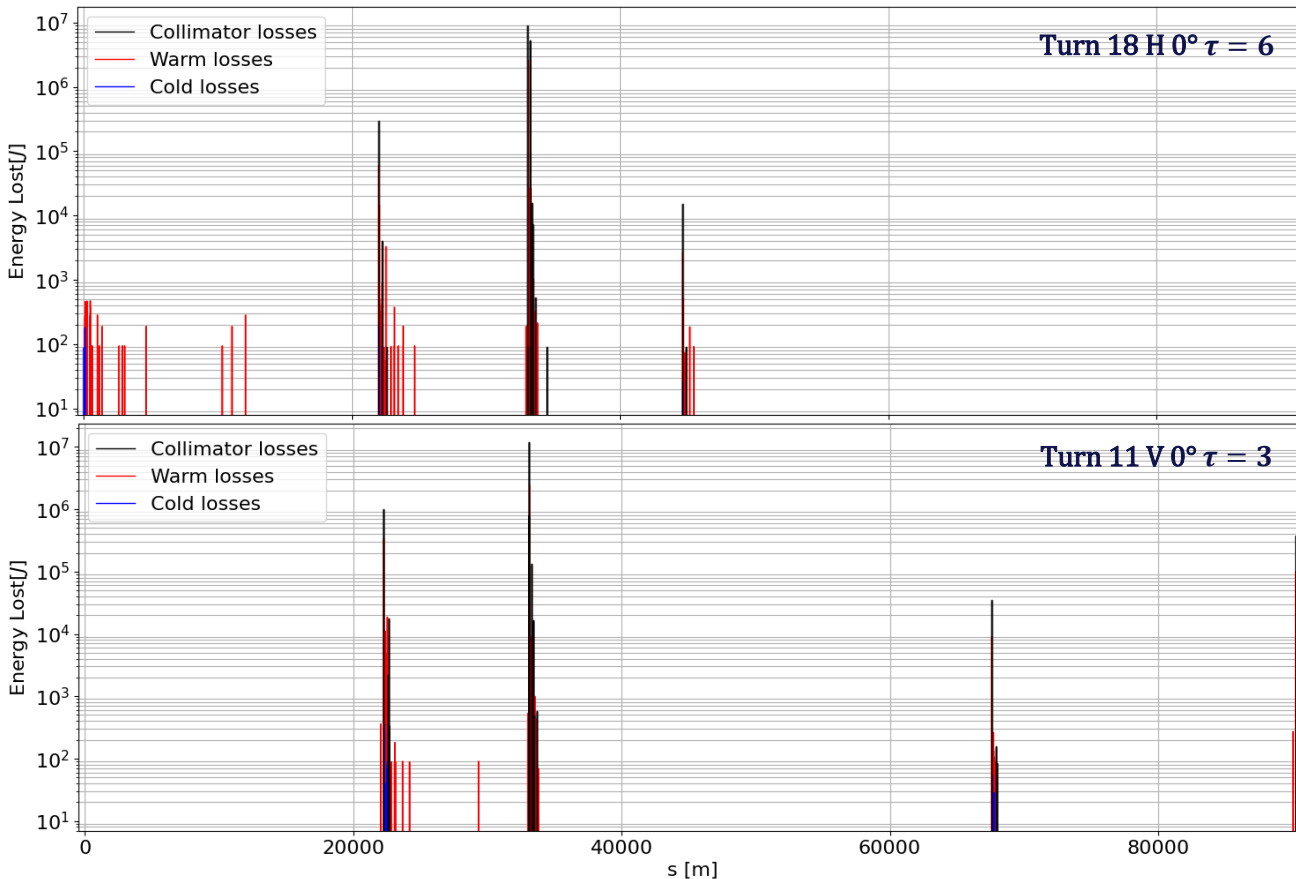 10⁷
Collimator losses
Warm losses
Cold losses
Turn 18 H 0° τ = 6
10⁶
10⁵
10⁴
10³
10²
10¹
Energy Lost[J]
10⁷
Collimator losses
Warm losses
Cold losses
Turn 11 V 0° τ = 3
10⁶
10⁵
10⁴
10³
10²
10¹
Energy Lost[J]
0 20000 40000 60000 80000
s [m]